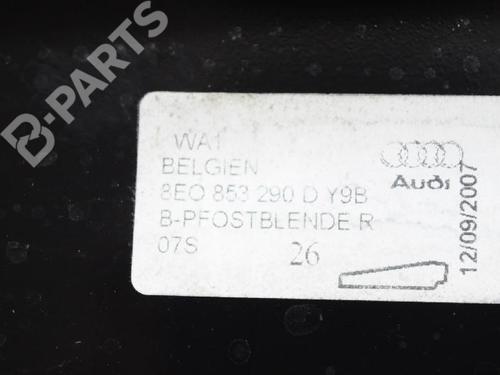 B-PARTS
WA1
BELGIEN
8E0 853 290 D Y9B
B-PFOSTBLENDE R
07S
26
Audi
12/09/2007